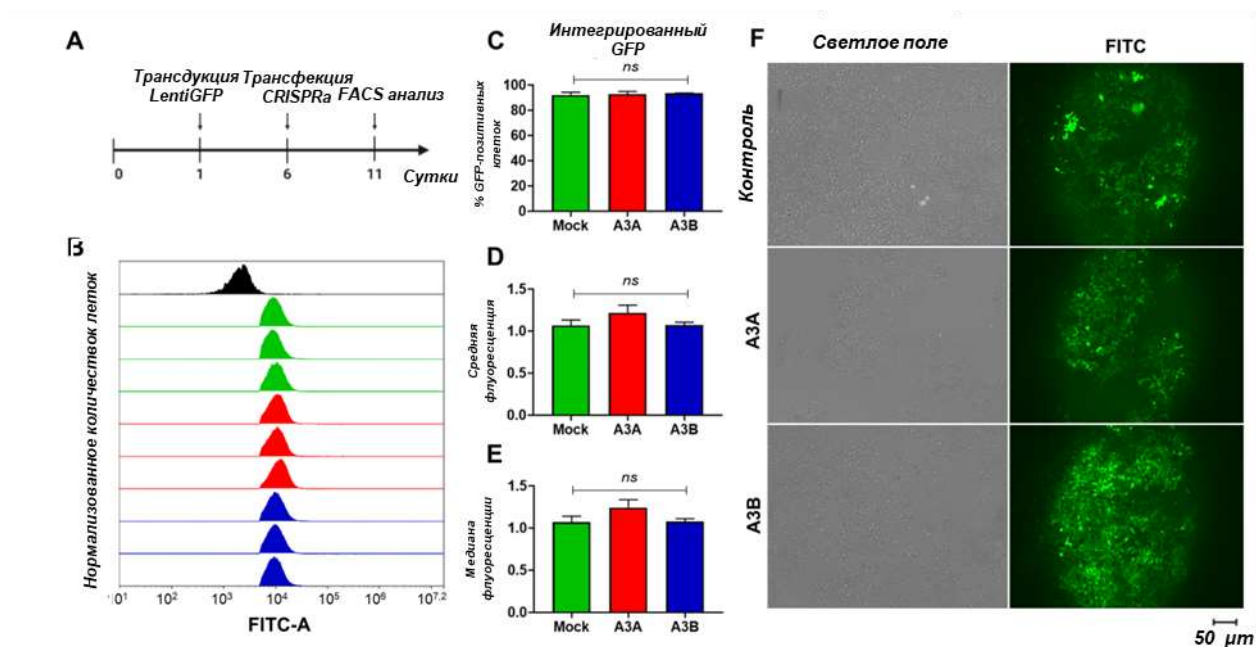 A
Трансдукция
LentiGFP
Трансфекция
CRISPRa
FACS анализ
0
1
6
11
Сутки
B
Нормализованное количествок леток
10¹
10²
10³
10⁴
10⁵
10⁶
10⁷·²
FITC-A
C
Интегрированный
GFP
ns
% GFP-позитивных
клеток
100
80
60
40
20
0
Mock
A3A
A3B
D
ns
Средняя
флуоресценция
1.5
1.0
0.5
0.0
Mock
A3A
A3B
E
ns
Медиана
флуоресценции
1.5
1.0
0.5
0.0
Mock
A3A
A3B
F
Светлое поле
FITC
Контроль
A3A
A3B
50 µm